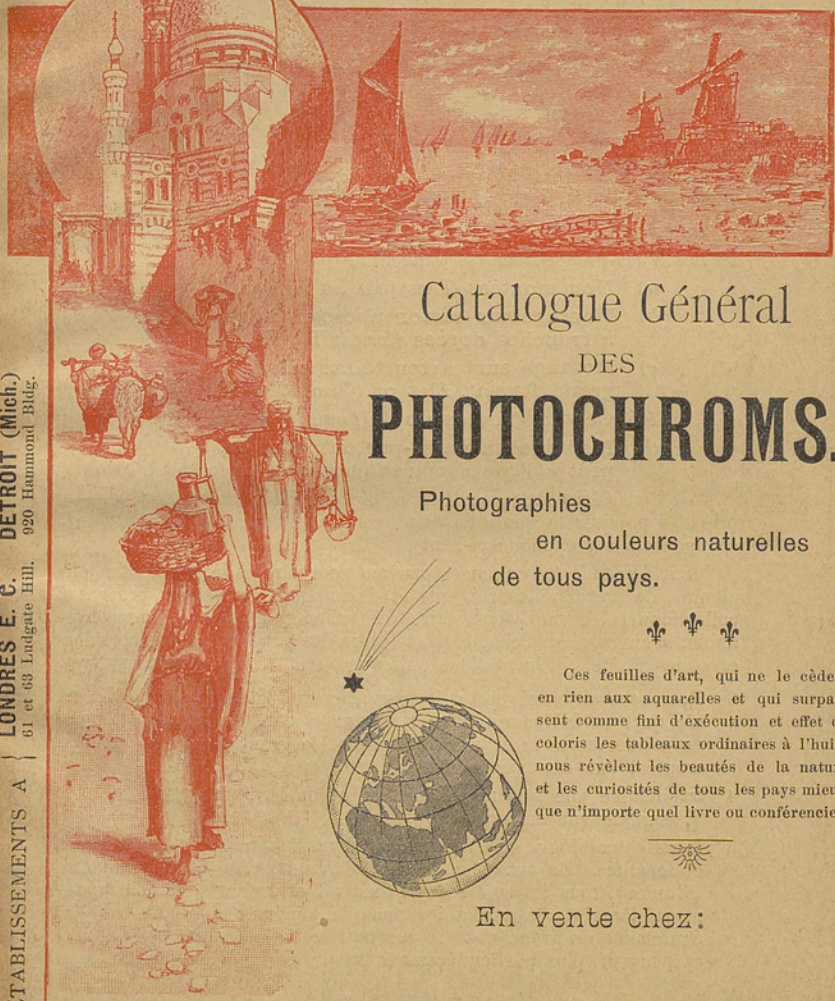 Catalogue Général
DES
PHOTOCHROMS.
Photographies
en couleurs naturelles
de tous pays.
Ces feuilles d'art, qui ne le cède
en rien aux aquarelles et qui surpa
sent comme fini d'exécution et effet
coloris les tableaux ordinaires à l'hui
nous révèlent les beautés de la natu
et les curiosités de tous les pays mieu
que n'importe quel livre ou conférencie
En vente chez:
TABLISSEMENTS A
LONDRES E. C. DETROIT (Mich.)
61 et 63 Ludgate Hill. 920 Hammond Bldg.